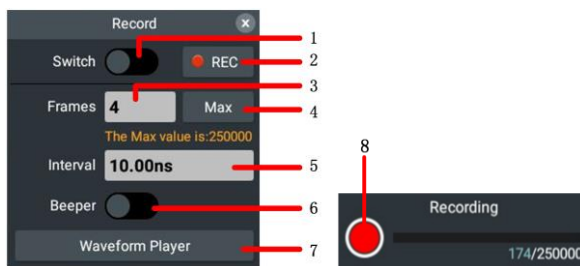 Record
x
1
Switch
REC
2
3
Frames
4
Max
4
The Max value is:250000
Interval
10.00ns
5
Beeper
6
Waveform Player
7
8
Recording
174/250000